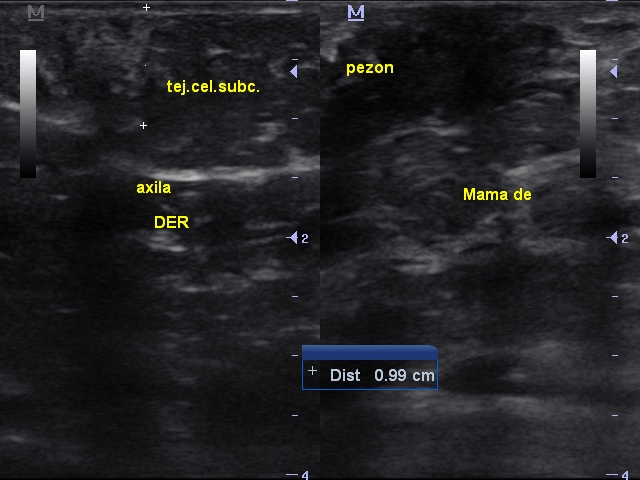 M
tej.cel.subc.
axila
DER
2
M
pezon
Mama de
2
+ Dist 0.99 cm
4
4